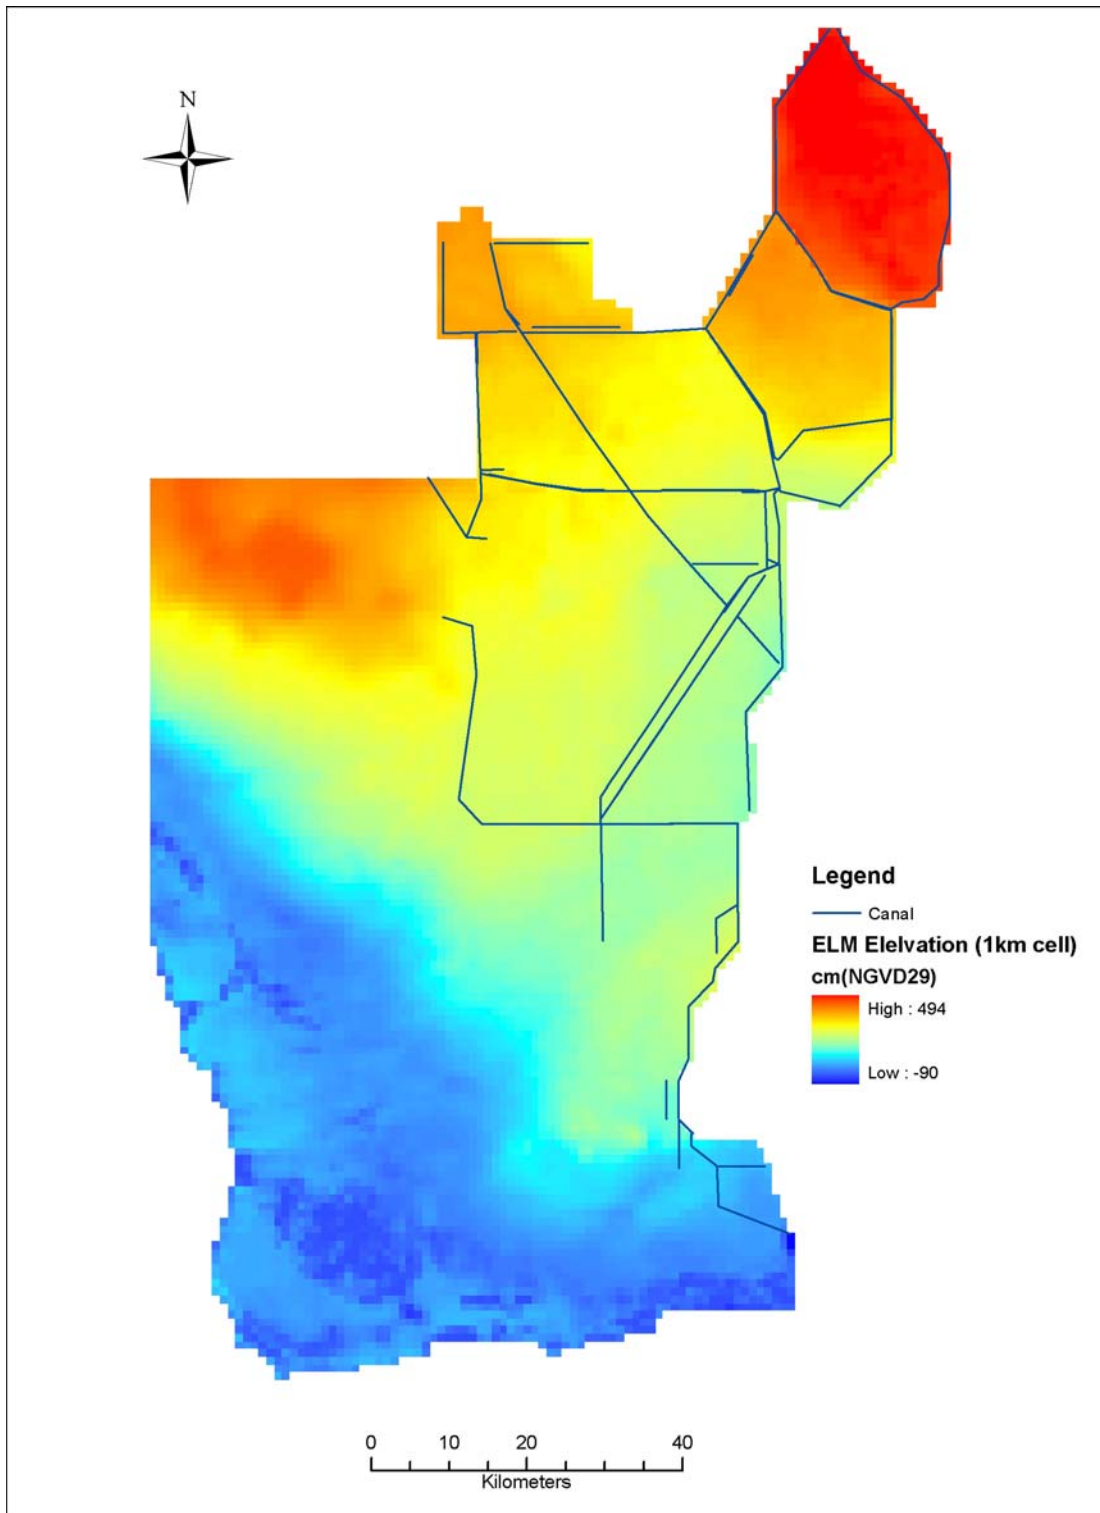 N
Legend
Canal
ELM Elelvation (1km cell)
cm(NGVD29)
High : 494
Low : -90
0 10 20 40
Kilometers